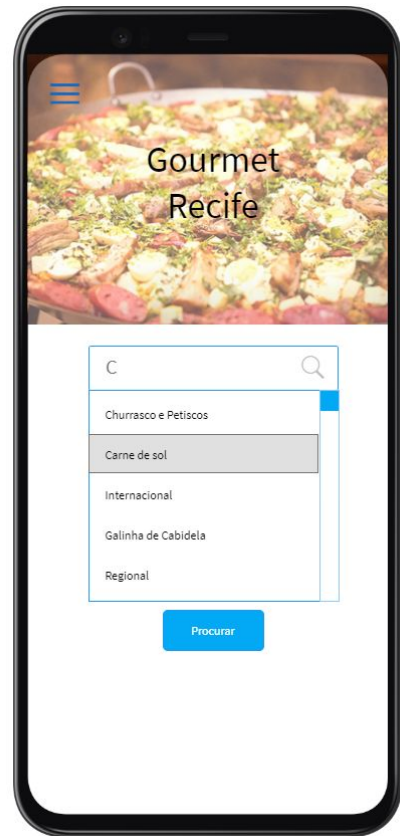 Gourmet
Recife
C
Churrasco e Petiscos
Carne de sol
Internacional
Galinha de Cabidela
Regional
Procurar